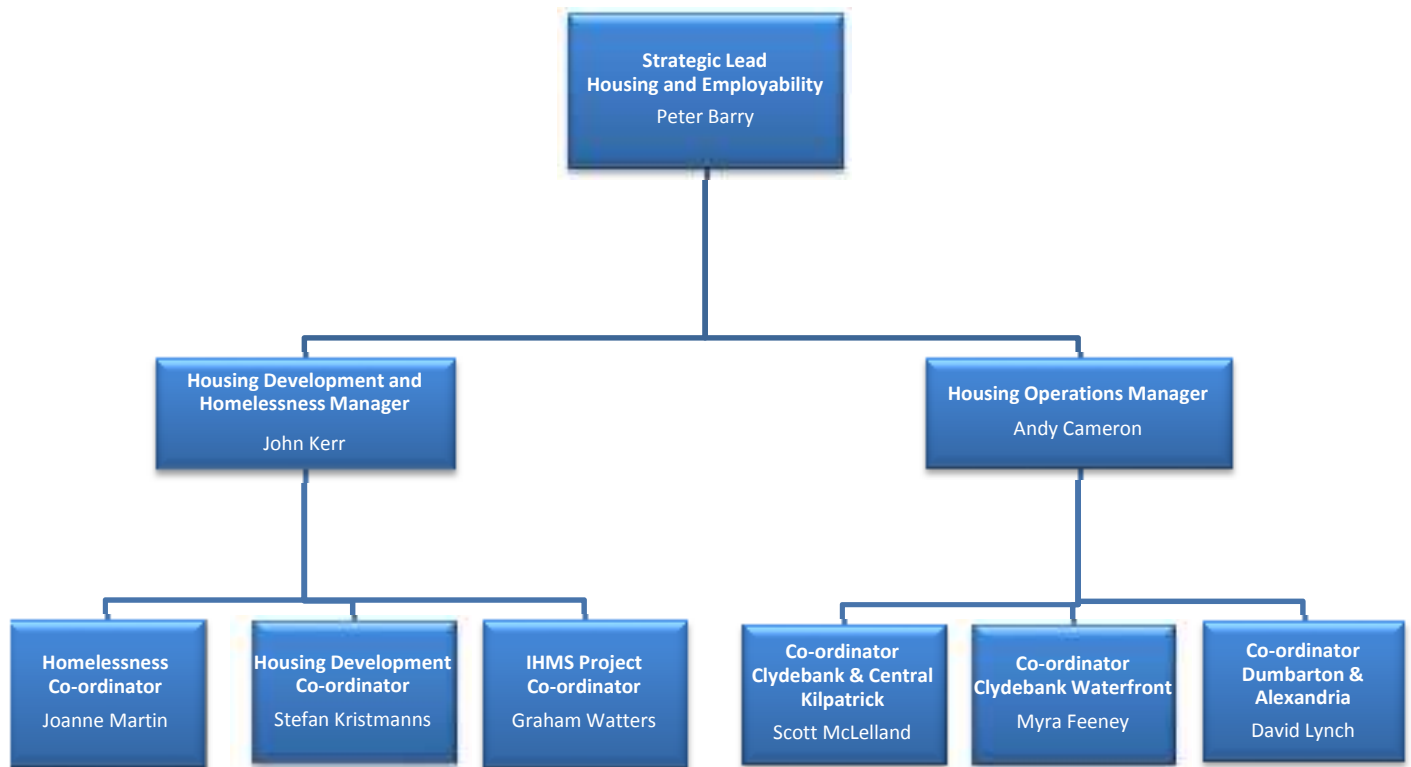 Strategic Lead
Housing and Employability
Peter Barry
Housing Development and
Homelessness Manager
John Kerr
Housing Operations Manager
Andy Cameron
Homelessness
Co-ordinator
Joanne Martin
Housing Development
Co-ordinator
Stefan Kristmanns
IHMS Project
Co-ordinator
Graham Watters
Co-ordinator
Clydebank & Central
Kilpatrick
Scott McLelland
Co-ordinator
Clydebank Waterfront
Myra Feeney
Co-ordinator
Dumbarton &
Alexandria
David Lynch